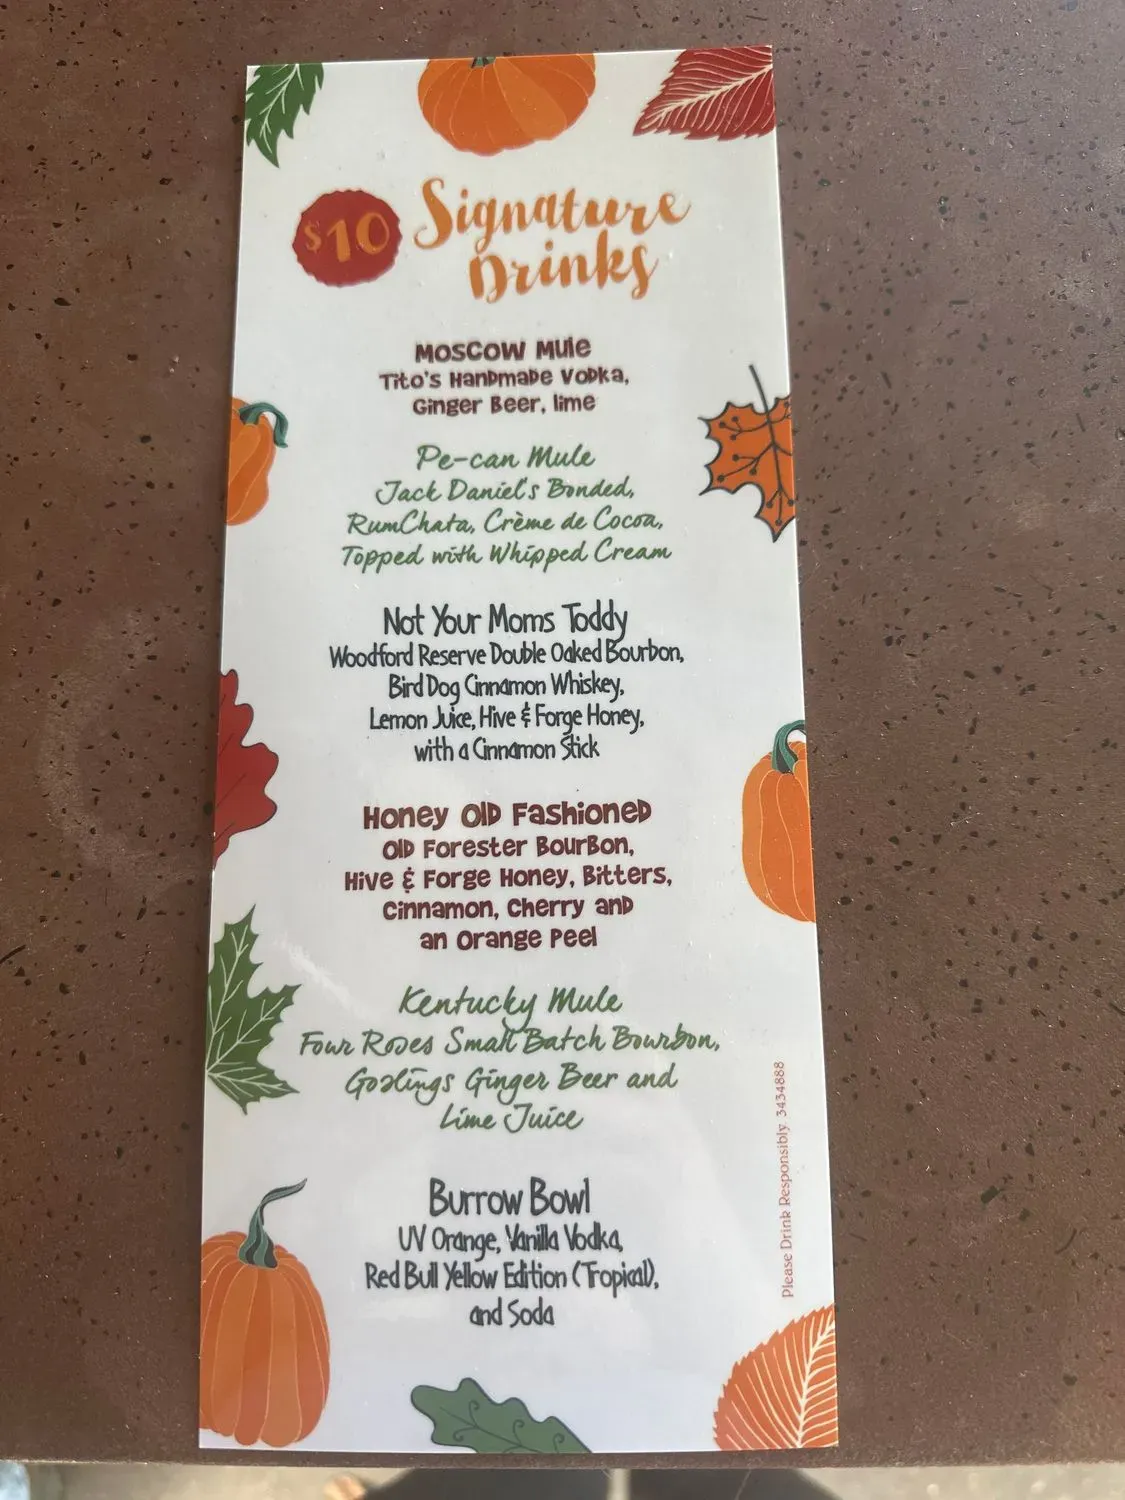 $10 Signature
Drinks
Moscow Mule
Tito's Handmade Vodka,
Ginger Beer, lime
Pe-can Mule
Jack Daniel's Bonded,
RumChata, Crème de Cocoa,
Topped with Whipped Cream
Not Your Moms Toddy
Woodford Reserve Double Oaked Bourbon,
Bird Dog Cinnamon Whiskey,
Lemon Juice, Hive & Forge Honey,
with a Cinnamon Stick
Honey Old Fashioned
Old Forester Bourbon,
Hive & Forge Honey, Bitters,
Cinnamon, Cherry and
an Orange Peel
Kentucky Mule
Four Roses Small Batch Bourbon,
Goslings Ginger Beer and
Lime Juice
Burrow Bowl
UV Orange, Vanilla Vodka,
Red Bull Yellow Edition (Tropical),
and Soda
Please Drink Responsibly. 3434888